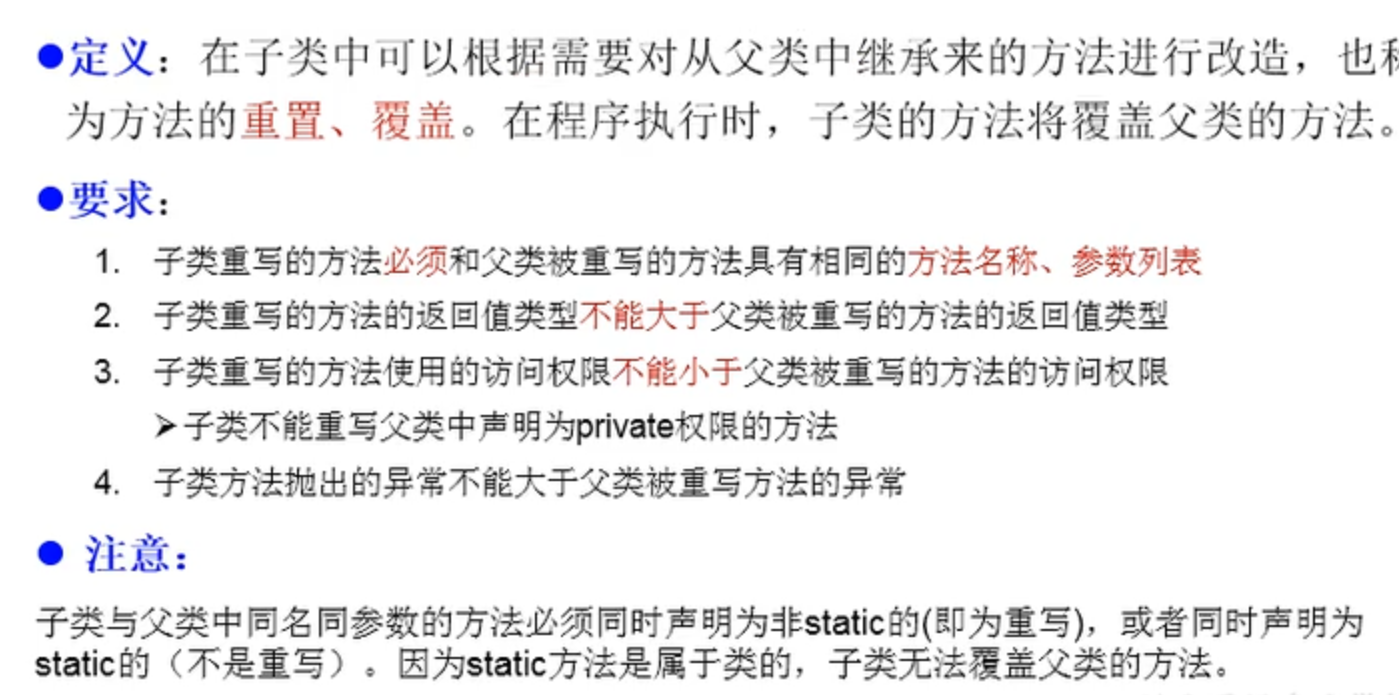 ●定义：在子类中可以根据需要对从父类中继承来的方法进行改造，也称
为方法的重置、覆盖。在程序执行时，子类的方法将覆盖父类的方法。
●要求：
1. 子类重写的方法必须和父类被重写的方法具有相同的方法名称、参数列表
2. 子类重写的方法的返回值类型不能大于父类被重写的方法的返回值类型
3. 子类重写的方法使用的访问权限不能小于父类被重写的方法的访问权限
➢子类不能重写父类中声明为private权限的方法
4. 子类方法抛出的异常不能大于父类被重写方法的异常
● 注意：
子类与父类中同名同参数的方法必须同时声明为非static的(即为重写)，或者同时声明为
static的（不是重写）。因为static方法是属于类的，子类无法覆盖父类的方法。